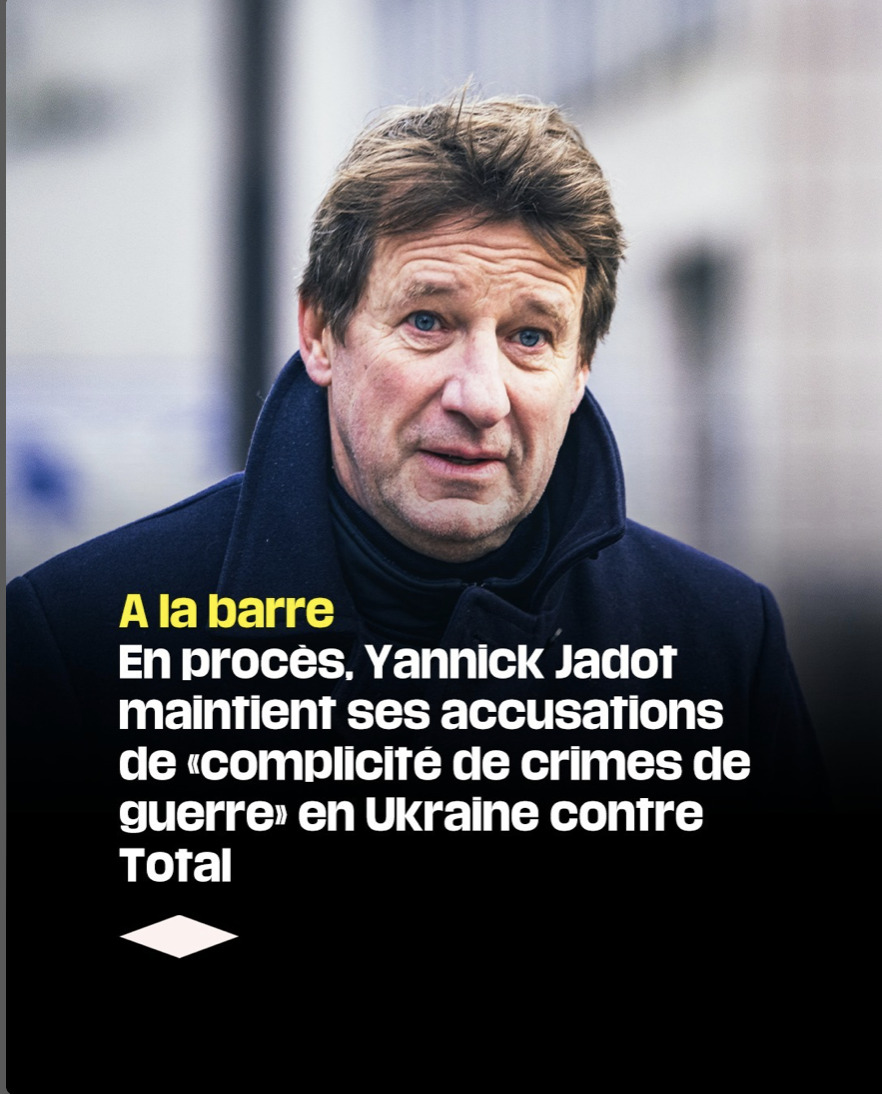 A la barre
En procès, Yannick Jadot
maintient ses accusations
de «complicité de crimes de
guerre» en Ukraine contre
Total